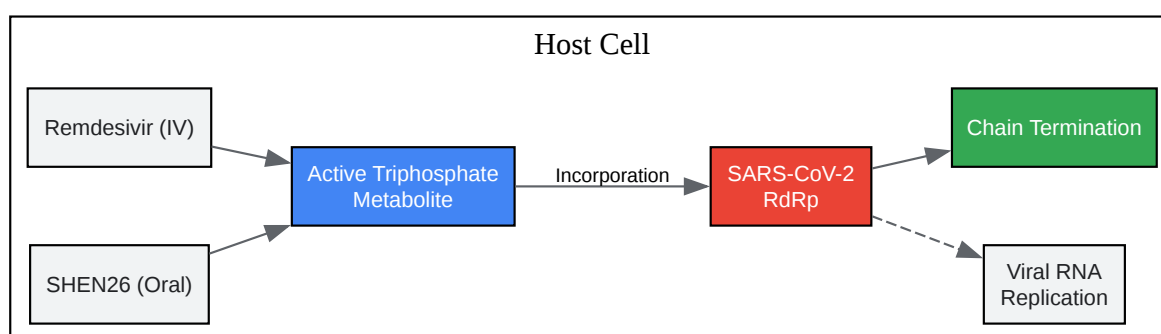 Host Cell
Remdesivir (IV)
SHEN26 (Oral)
Active Triphosphate
Metabolite
Incorporation
SARS-CoV-2
RdRp
Chain Termination
Viral RNA
Replication